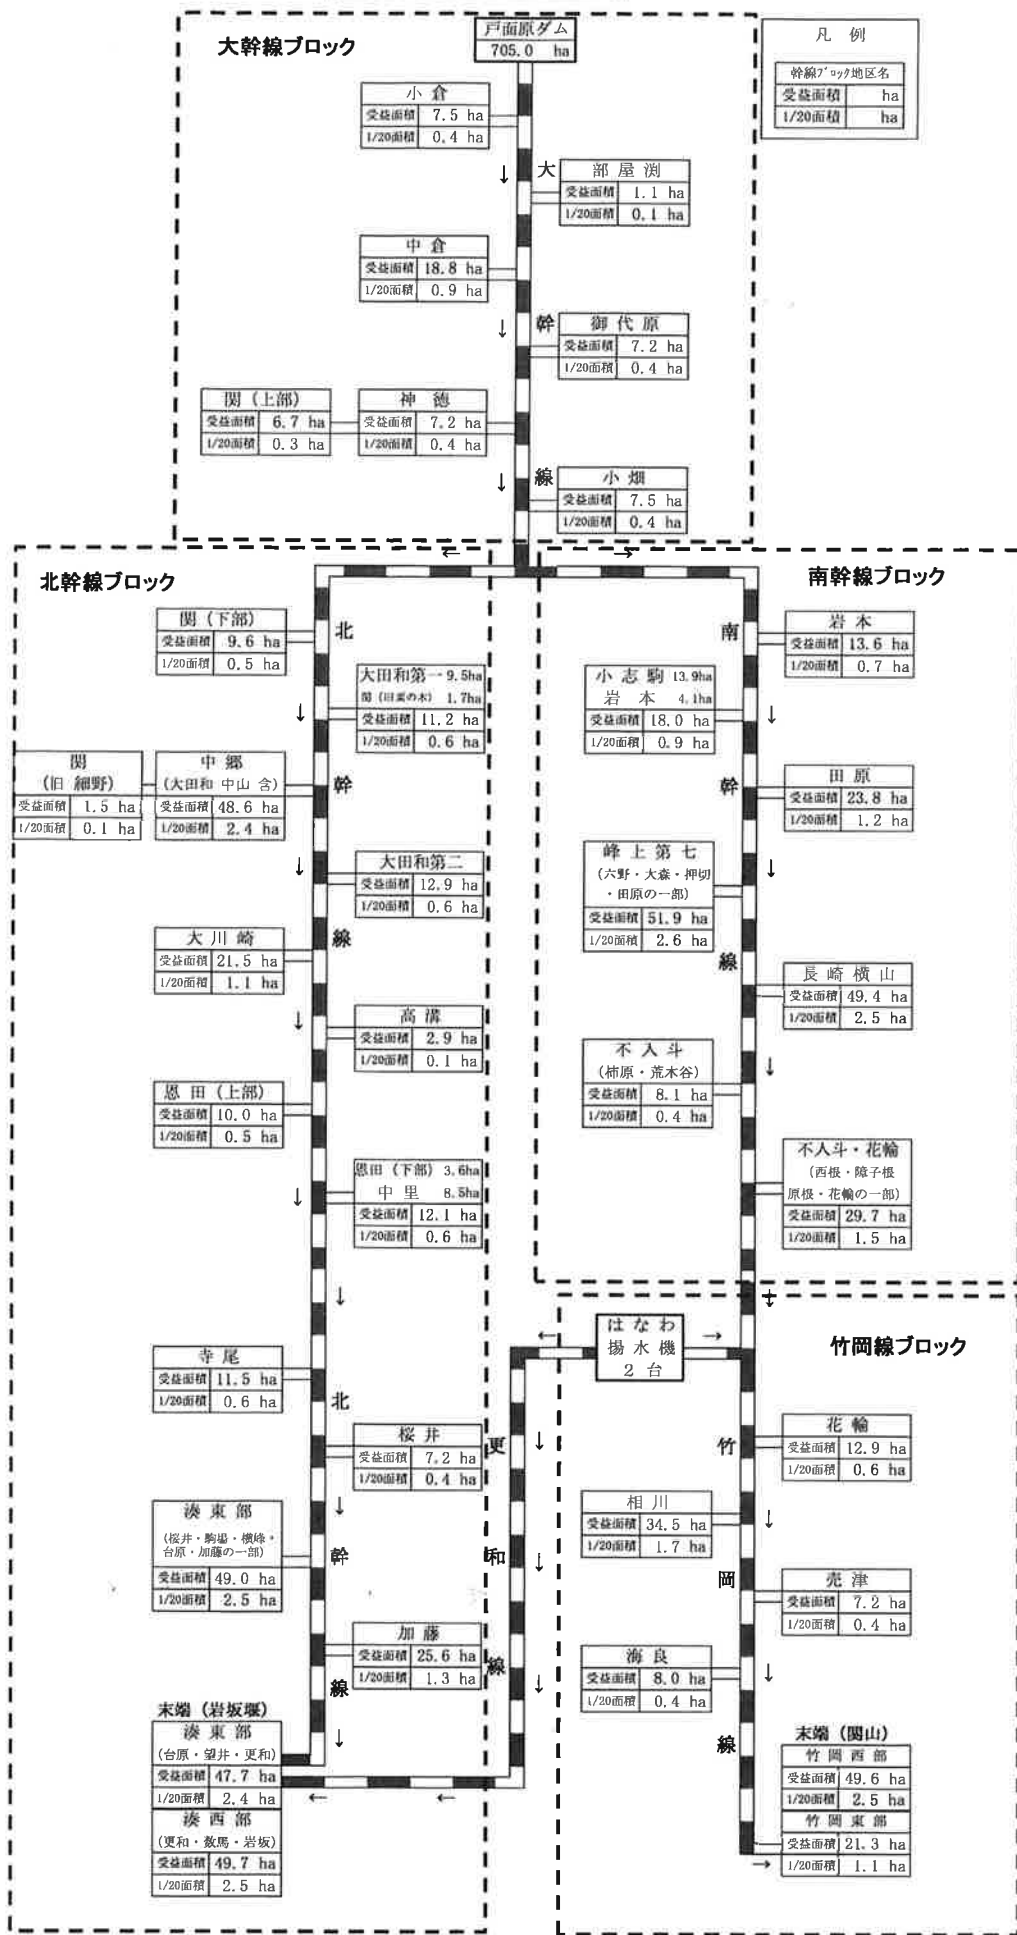 大幹線ブロック
戸面原ダム
705.0 ha
凡例
幹線ブロック地区名
受益面積 ha
1/20面積 ha
小倉
受益面積 7.5 ha
1/20面積 0.4 ha
↓
大
部屋渕
受益面積 1.1 ha
1/20面積 0.1 ha
中倉
受益面積 18.8 ha
1/20面積 0.9 ha
↓
幹
御代原
受益面積 7.2 ha
1/20面積 0.4 ha
関(上部)
受益面積 6.7 ha
1/20面積 0.3 ha
神徳
受益面積 7.2 ha
1/20面積 0.4 ha
↓
線
小畑
受益面積 7.5 ha
1/20面積 0.4 ha
← →
北幹線ブロック
関(下部)
受益面積 9.6 ha
1/20面積 0.5 ha
北
大田和第一 9.5ha
関(旧菜の木) 1.7ha
受益面積 11.2 ha
1/20面積 0.6 ha
↓
関
(旧 細野)
受益面積 1.5 ha
1/20面積 0.1 ha
中郷
(大田和 中山 含)
受益面積 48.6 ha
1/20面積 2.4 ha
幹
↓
大田和第二
受益面積 12.9 ha
1/20面積 0.6 ha
大川崎
受益面積 21.5 ha
1/20面積 1.1 ha
線
↓
高溝
受益面積 2.9 ha
1/20面積 0.1 ha
恩田(上部)
受益面積 10.0 ha
1/20面積 0.5 ha
↓
恩田(下部) 3.6ha
中里 8.5ha
受益面積 12.1 ha
1/20面積 0.6 ha
↓
寺尾
受益面積 11.5 ha
1/20面積 0.6 ha
北
桜井
受益面積 7.2 ha
1/20面積 0.4 ha
↓
湊東部
(桜井・駒場・横峰・
台原・加藤の一部)
受益面積 49.0 ha
1/20面積 2.5 ha
幹
加藤
受益面積 25.6 ha
1/20面積 1.3 ha
線
↓
末端(岩坂堰)
湊東部
(台原・望井・更和)
受益面積 47.7 ha
1/20面積 2.4 ha
湊西部
(更和・数馬・岩坂)
受益面積 49.7 ha
1/20面積 2.5 ha
南幹線ブロック
南
岩本
受益面積 13.6 ha
1/20面積 0.7 ha
小志駒 13.9ha
岩本 4.1ha
受益面積 18.0 ha
1/20面積 0.9 ha
↓
幹
田原
受益面積 23.8 ha
1/20面積 1.2 ha
峰上第七
(六野・大森・押切
・田原の一部)
受益面積 51.9 ha
1/20面積 2.6 ha
↓
線
長崎横山
受益面積 49.4 ha
1/20面積 2.5 ha
不入斗
(柿原・荒木谷)
受益面積 8.1 ha
1/20面積 0.4 ha
↓
不入斗・花輪
(西根・障子根
原根・花輪の一部)
受益面積 29.7 ha
1/20面積 1.5 ha
↓
竹岡線ブロック
はなわ
揚水機
2台
← →
更
和
線
↓
↓
↓
← ←
竹
花輪
受益面積 12.9 ha
1/20面積 0.6 ha
相川
受益面積 34.5 ha
1/20面積 1.7 ha
↓
岡
売津
受益面積 7.2 ha
1/20面積 0.4 ha
海良
受益面積 8.0 ha
1/20面積 0.4 ha
↓
線
末端(関山)
竹岡西部
受益面積 49.6 ha
1/20面積 2.5 ha
竹岡東部
受益面積 21.3 ha
1/20面積 1.1 ha
→